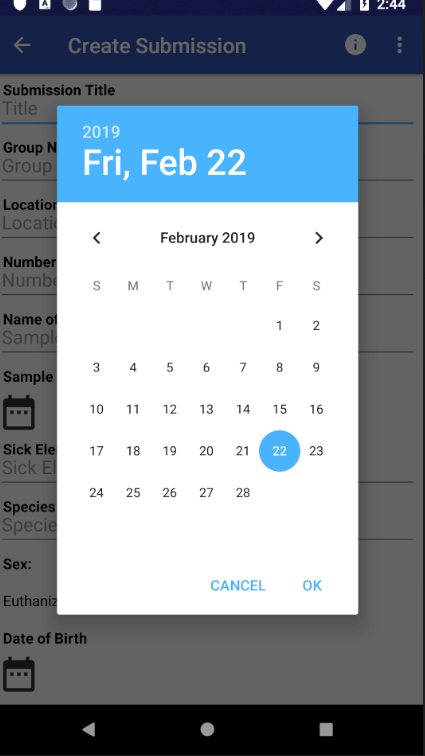 2:44
Create Submission
Submission Title
Title
2019
Fri, Feb 22
Group N
Group
February 2019
Location
Locatio
S M T W T F S
Number
Numbe
1 2
Name of
Sample
3 4 5 6 7 8 9
Sample
10 11 12 13 14 15 16
Sick Ele
Sick El
17 18 19 20 21 22 23
Species
Specie
24 25 26 27 28
Sex:
CANCEL OK
Euthaniz
Date of Birth